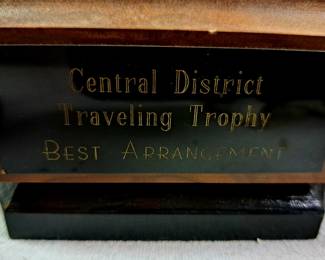 Central District
Traveling Trophy
BEST ARRANGEMENT